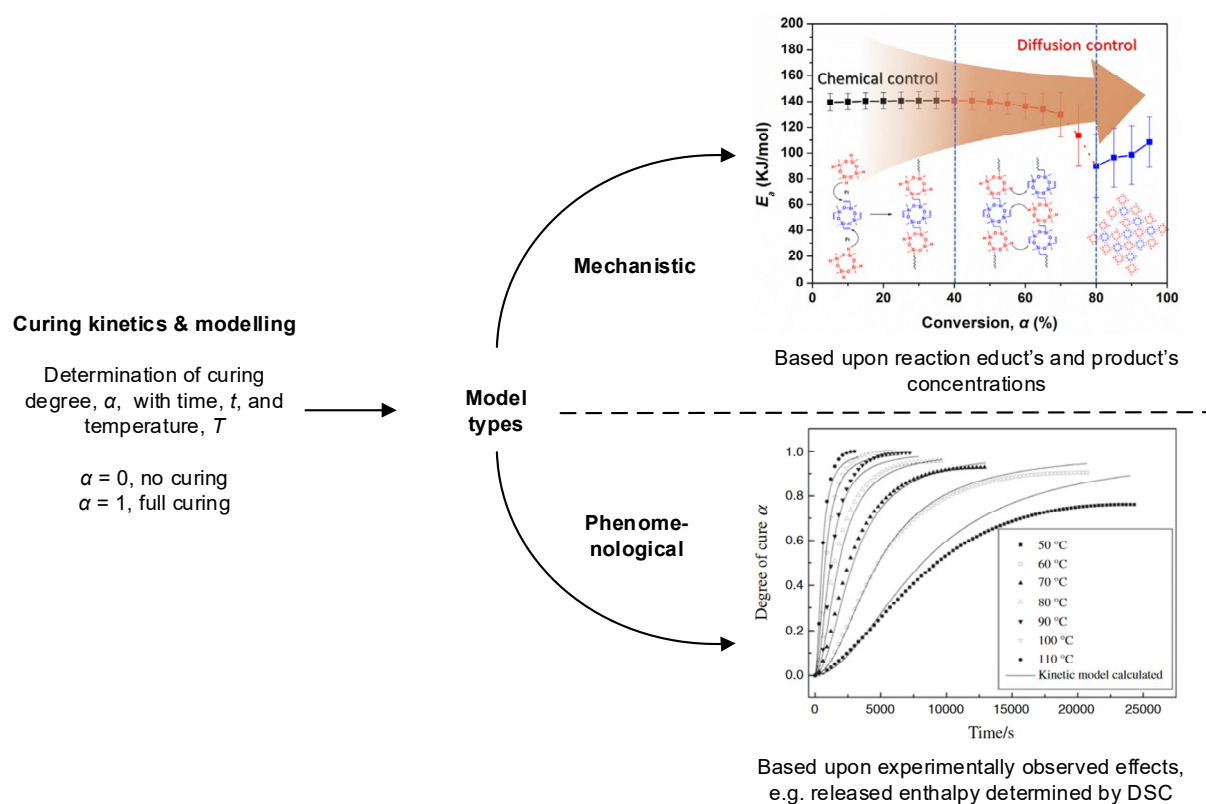 Curing kinetics & modelling
Determination of curing
degree, α, with time, t, and
temperature, T
α = 0, no curing
α = 1, full curing
Model
types
Mechanistic
Phenome-
nological
200
180
160
140
120
100
80
60
40
20
0
Eₐ (KJ/mol)
Chemical control
Diffusion control
0
20
40
60
80
100
Conversion, α (%)
Based upon reaction educt's and product's
concentrations
1.0
0.8
0.6
0.4
0.2
0.0
Degree of cure α
50 °C
60 °C
70 °C
80 °C
90 °C
100 °C
110 °C
Kinetic model calculated
0
5000
10000
15000
20000
25000
Time/s
Based upon experimentally observed effects,
e.g. released enthalpy determined by DSC